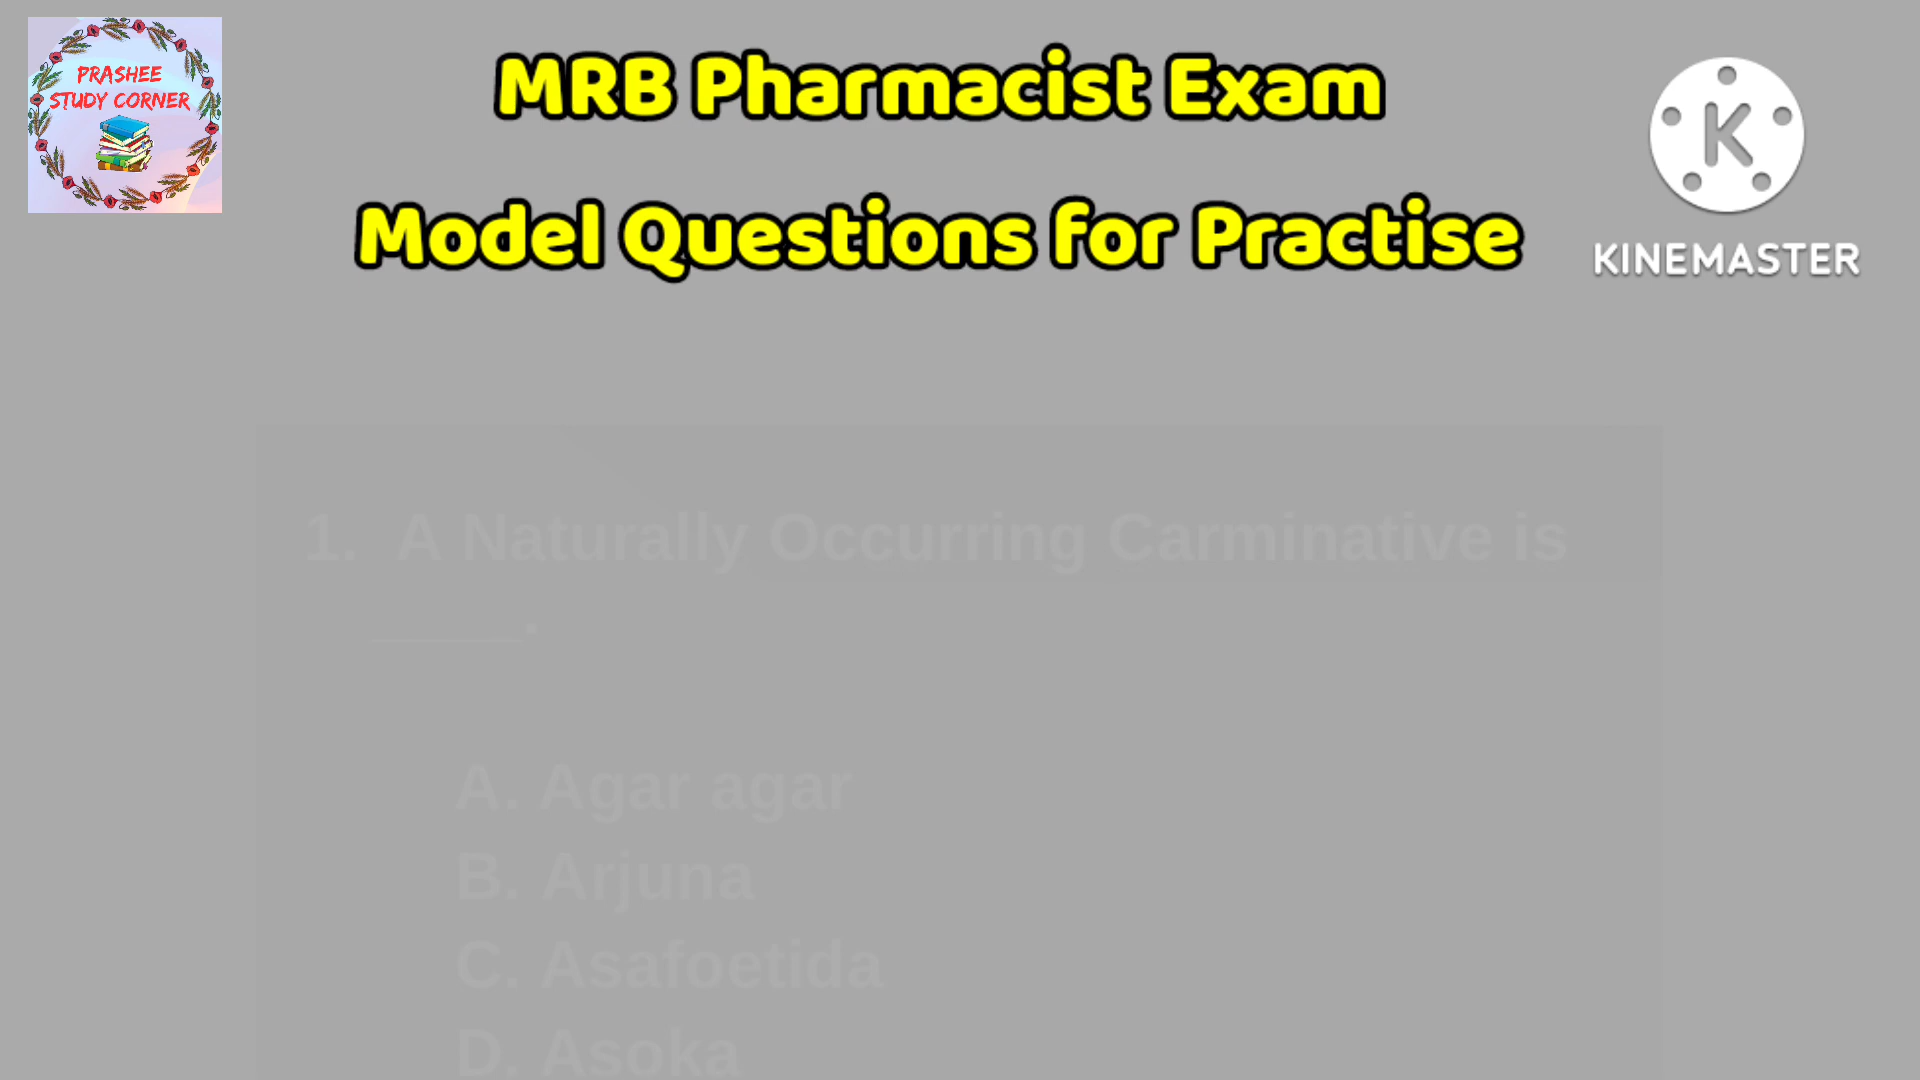 PRASHEE
STUDY CORNER
MRB Pharmacist Exam
Model Questions for Practise
K
KINEMASTER
1. A Naturally Occurring Carminative is
_____.
A. Agar agar
B. Arjuna
C. Asafoetida
D. Asoka